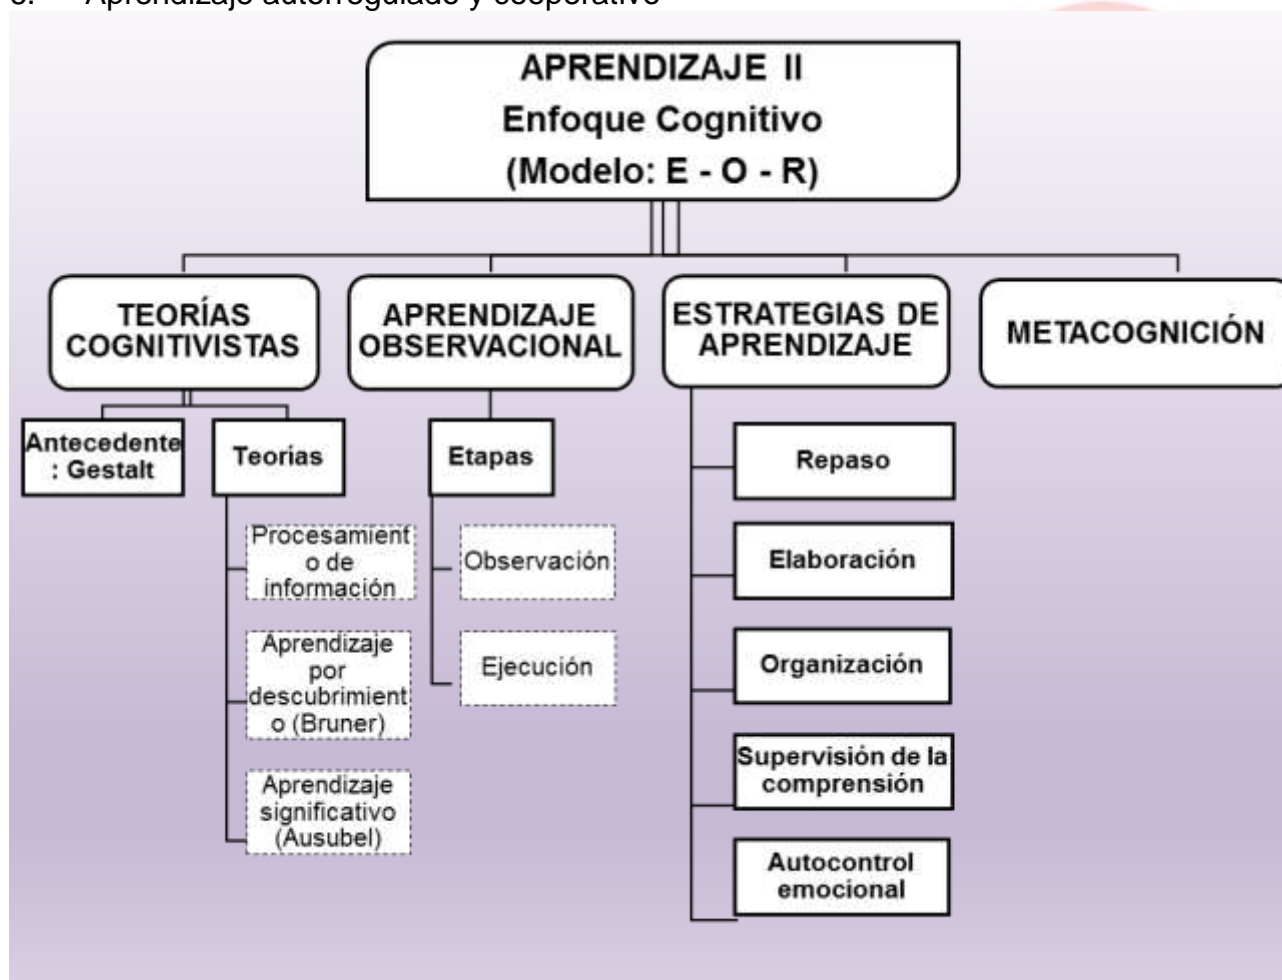 Aprendizaje autorregulado y cooperativo
APRENDIZAJE II
Enfoque Cognitivo
(Modelo: E - O - R)
TEORÍAS
COGNITIVISTAS
APRENDIZAJE
OBSERVACIONAL
ESTRATEGIAS DE
APRENDIZAJE
METACOGNICIÓN
Antecedente
: Gestalt
Teorías
Etapas
Repaso
Procesamient
o de
información
Observación
Elaboración
Aprendizaje
por
descubrimient
o (Bruner)
Ejecución
Organización
Aprendizaje
significativo
(Ausubel)
Supervisión de la
comprensión
Autocontrol
emocional